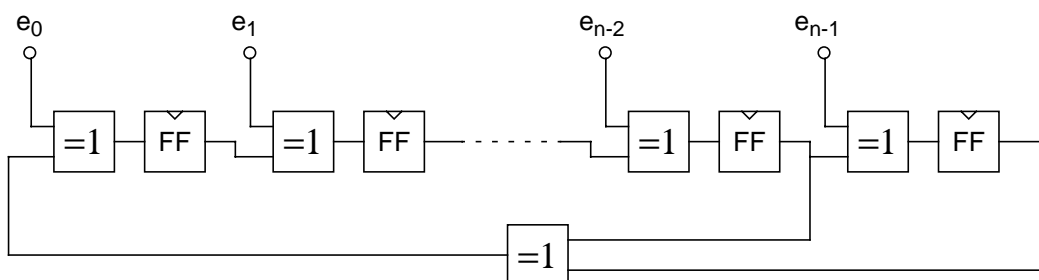 e0 e1 en-2 en-1
=1 FF =1 FF =1 FF =1 FF
=1